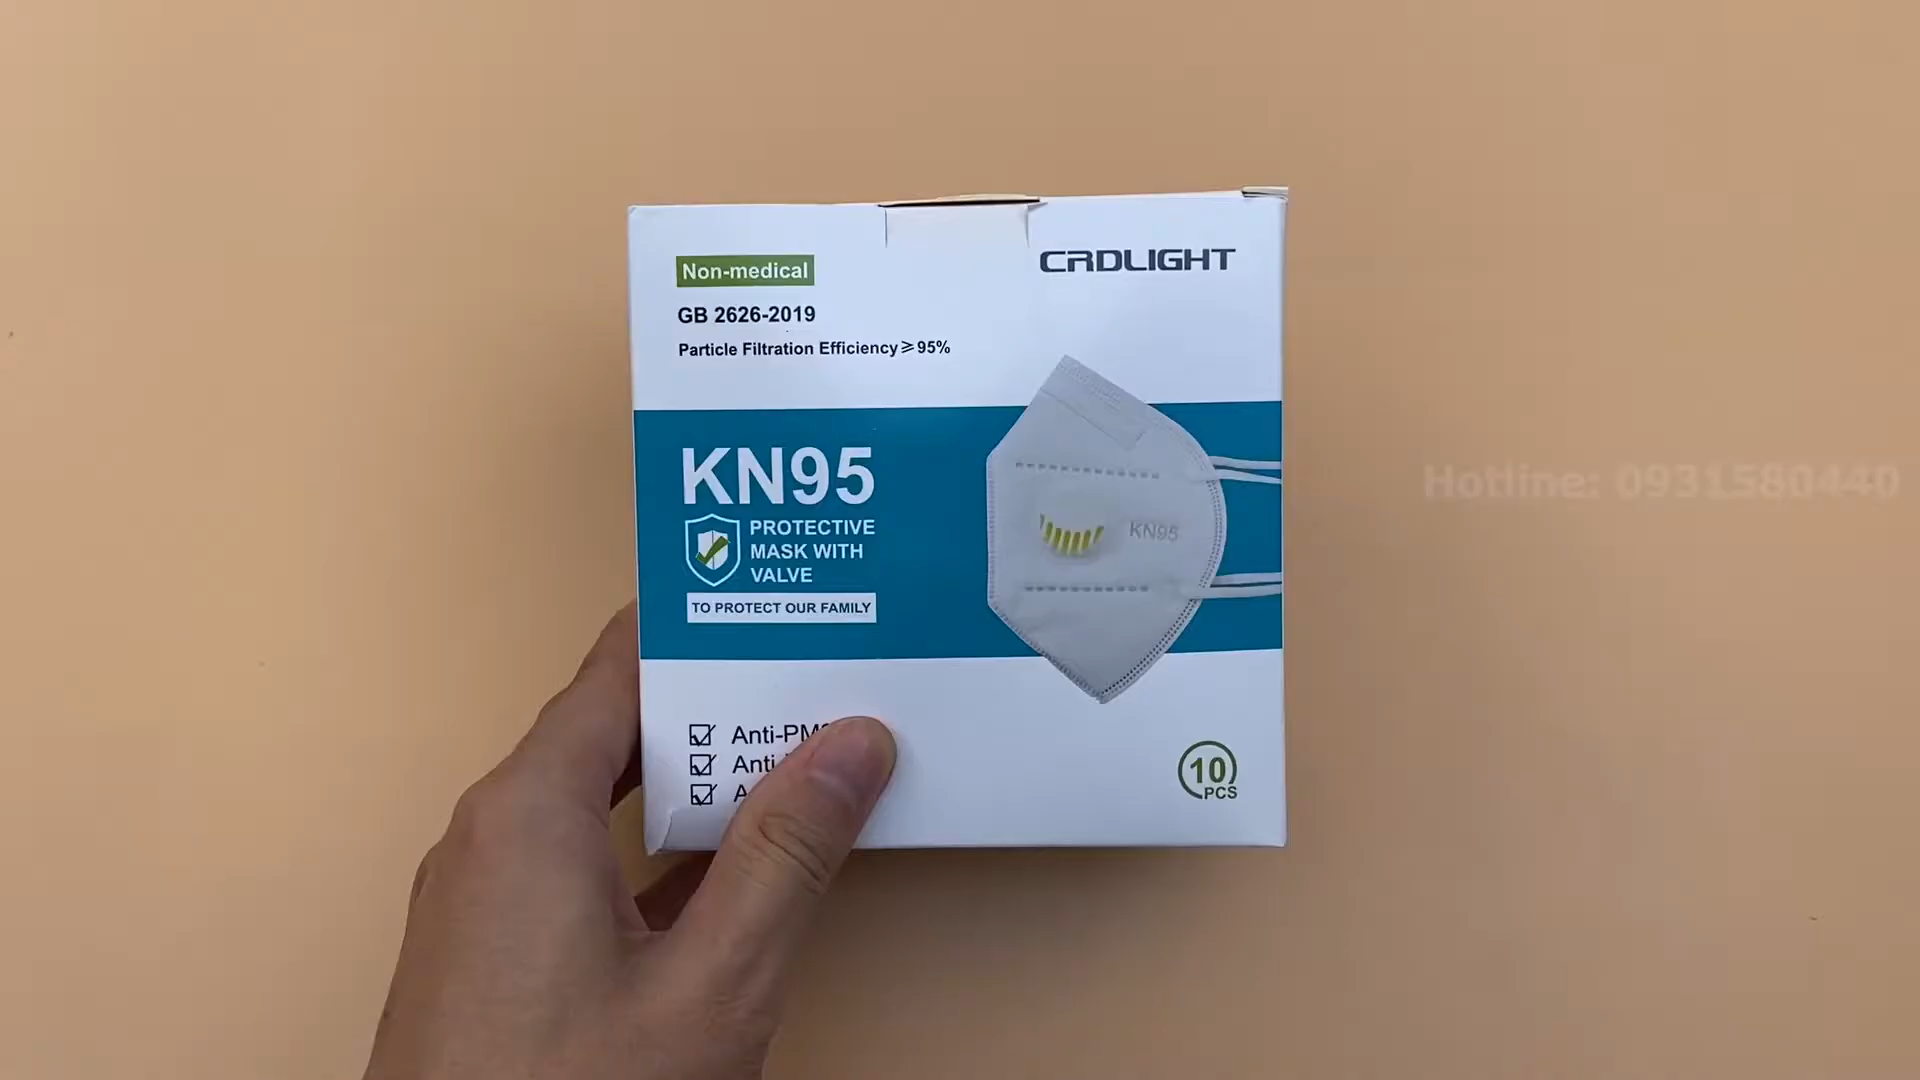 Non-medical
CRDLIGHT
GB 2626-2019
Particle Filtration Efficiency≥95%
KN95
PROTECTIVE
MASK WITH
VALVE
TO PROTECT OUR FAMILY
KN95
Hotline: 0931580440
Anti-PM
Anti
10
PCS